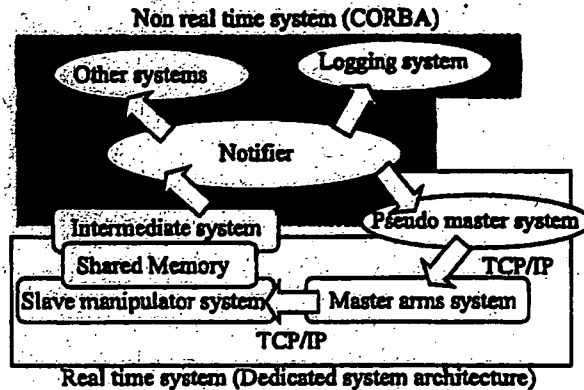 Non real time system (CORBA)
Other systems
Logging system
Notifier
Intermediate system
Pseudo master system
Shared Memory
TCP/IP
Slave manipulator system
Master arms system
TCP/IP
Real time system (Dedicated system architecture)